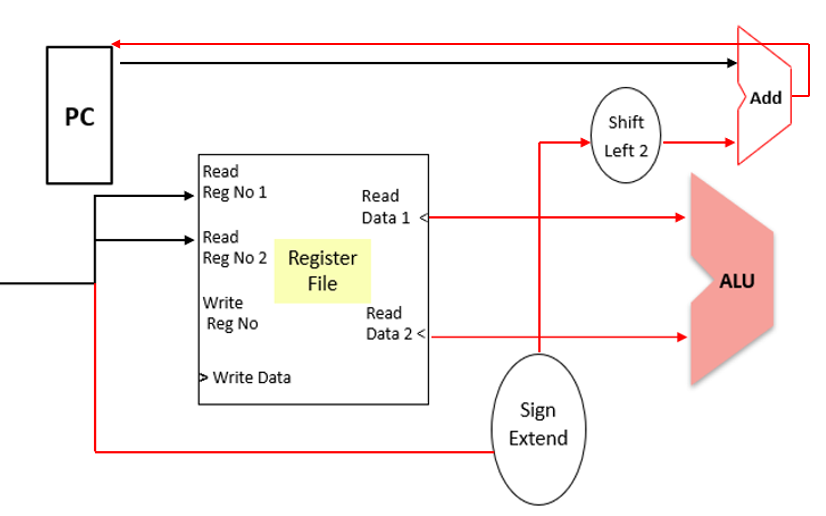 PC
Add
Shift
Left 2
Read
Reg No 1
Read
Data 1 <
Read
Reg No 2
Register
File
Write
Reg No
Read
Data 2 <
> Write Data
ALU
Sign
Extend